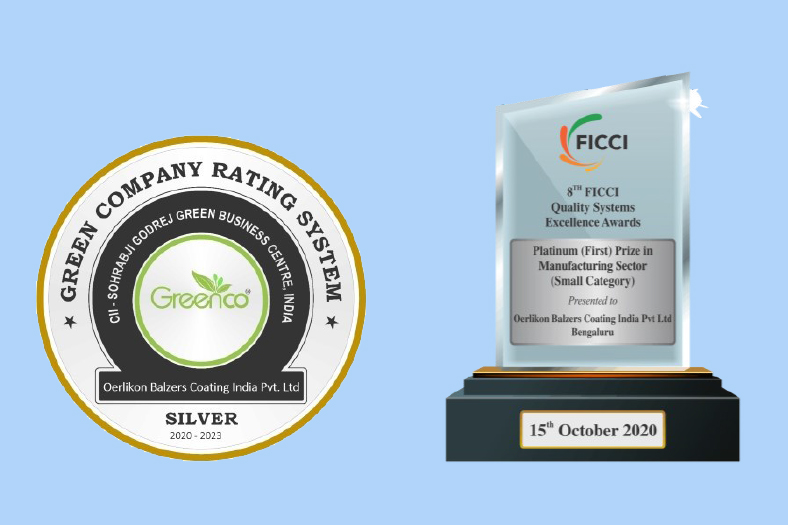 GREEN COMPANY RATING SYSTEM
CII - SOHRABJI GODREJ GREEN BUSINESS CENTRE, INDIA
Greenco®
Oerlikon Balzers Coating India Pvt. Ltd
SILVER
2020 - 2023
FICCI
8TH FICCI
Quality Systems
Excellence Awards
Platinum (First) Prize in
Manufacturing Sector
(Small Category)
Presented to
Oerlikon Balzers Coating India Pvt Ltd
Bengaluru
15th October 2020